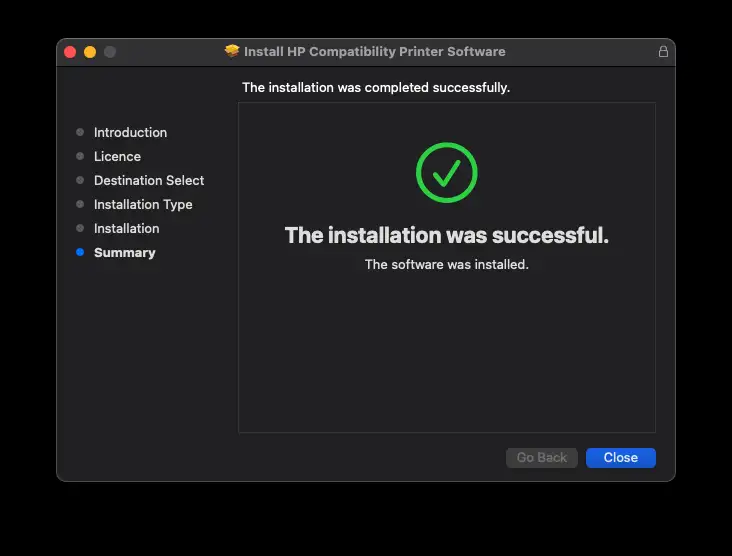 Install HP Compatibility Printer Software
The installation was completed successfully.
Introduction
Licence
Destination Select
Installation Type
Installation
Summary
The installation was successful.
The software was installed.
Go Back
Close